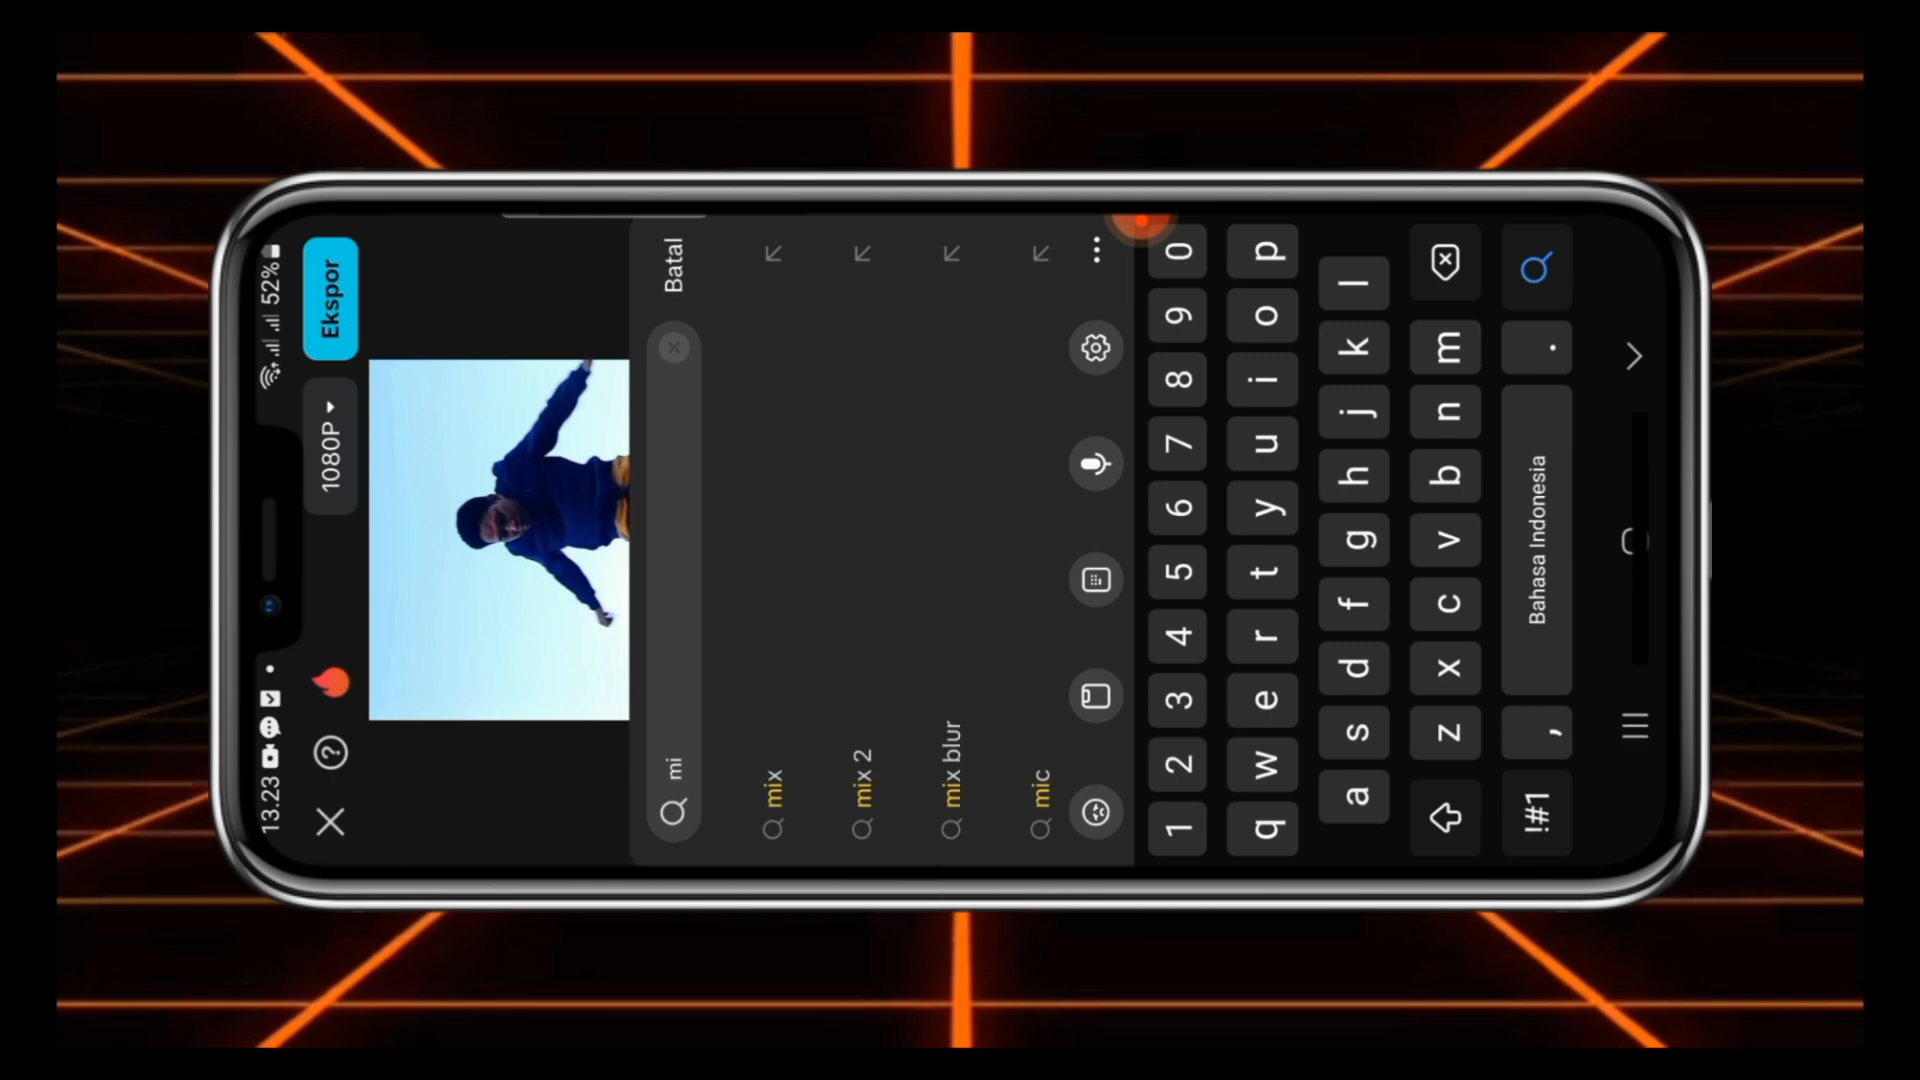 13.23 52%
1080P Ekspor
mi Batal
mix
mix 2
mix blur
mic
1 2 3 4 5 6 7 8 9 0
q w e r t y u i o p
a s d f g h j k l
z x c v b n m
!#1 , Bahasa Indonesia .